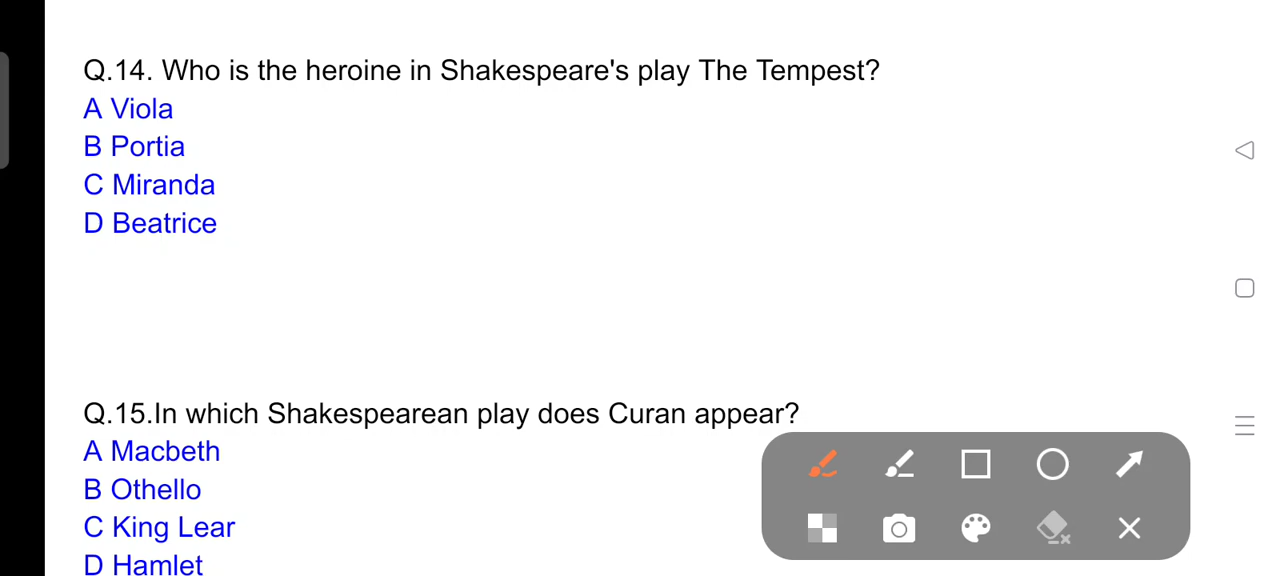 Q.14. Who is the heroine in Shakespeare's play The Tempest?
A Viola
B Portia
C Miranda
D Beatrice
Q.15.In which Shakespearean play does Curan appear?
A Macbeth
B Othello
C King Lear
D Hamlet